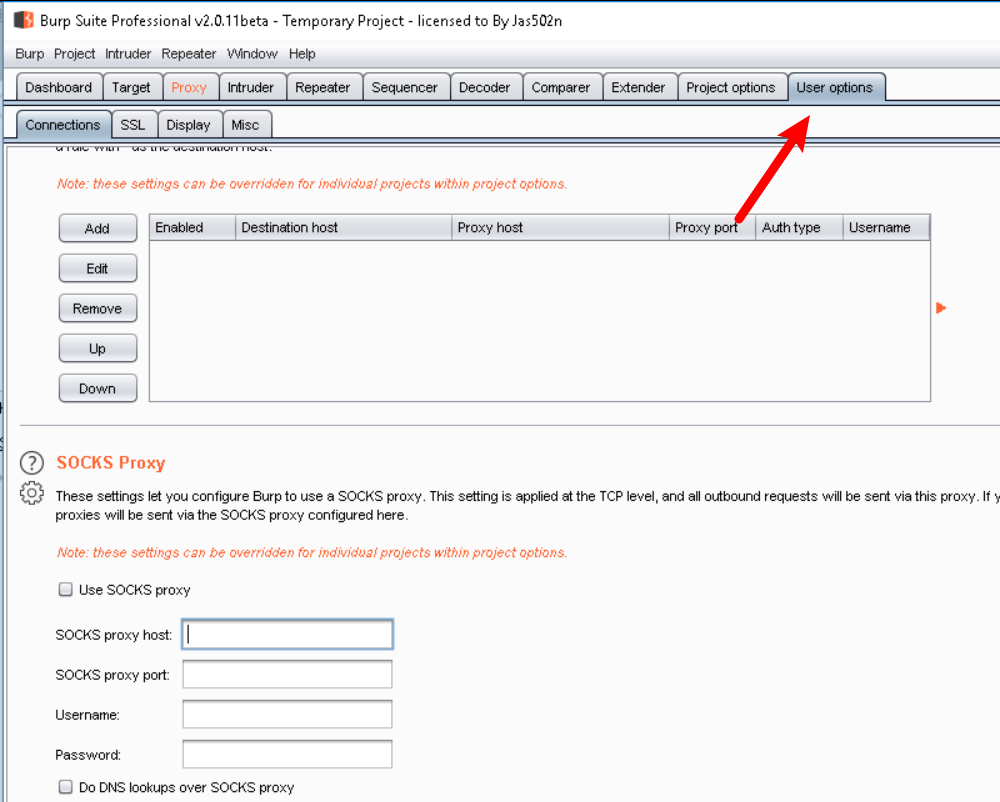 Burp Suite Professional v2.0.11beta - Temporary Project - licensed to By Jas502n
Burp Project Intruder Repeater Window Help
Dashboard Target Proxy Intruder Repeater Sequencer Decoder Comparer Extender Project options User options
Connections SSL Display Misc
a rule with * as the destination host.
Note: these settings can be overridden for individual projects within project options.
Add Enabled Destination host Proxy host Proxy port Auth type Username
Edit
Remove
Up
Down
SOCKS Proxy
These settings let you configure Burp to use a SOCKS proxy. This setting is applied at the TCP level, and all outbound requests will be sent via this proxy. If
proxies will be sent via the SOCKS proxy configured here.
Note: these settings can be overridden for individual projects within project options.
Use SOCKS proxy
SOCKS proxy host:
SOCKS proxy port:
Username:
Password:
Do DNS lookups over SOCKS proxy